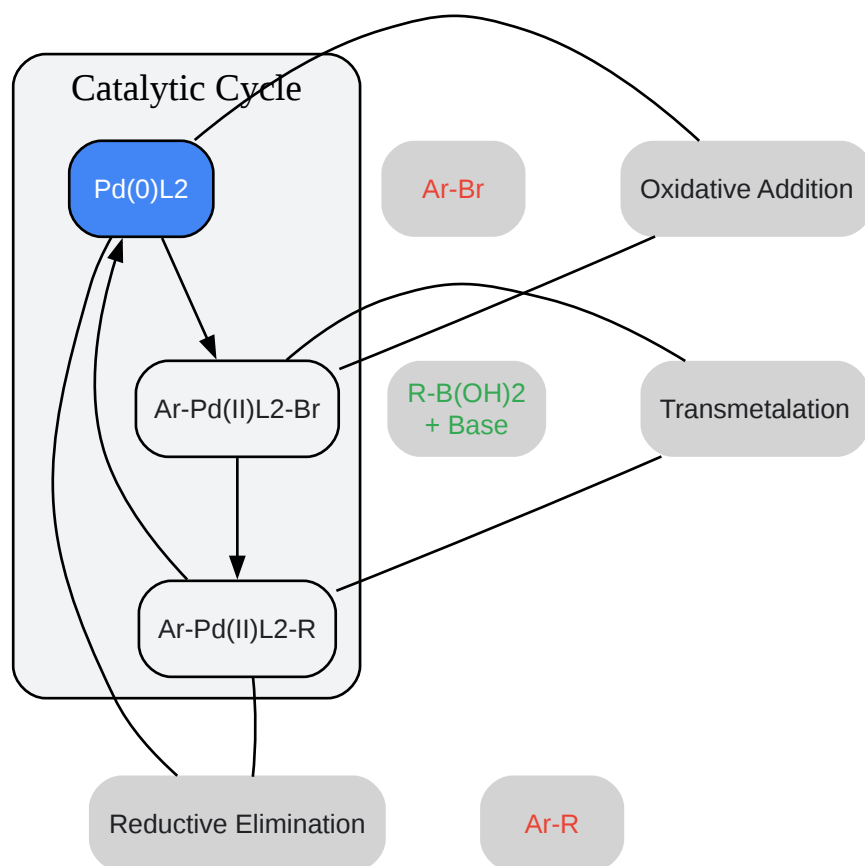 Catalytic Cycle
Pd(0)L2
Ar-Br
Oxidative Addition
Ar-Pd(II)L2-Br
R-B(OH)2
+ Base
Transmetalation
Ar-Pd(II)L2-R
Reductive Elimination
Ar-R